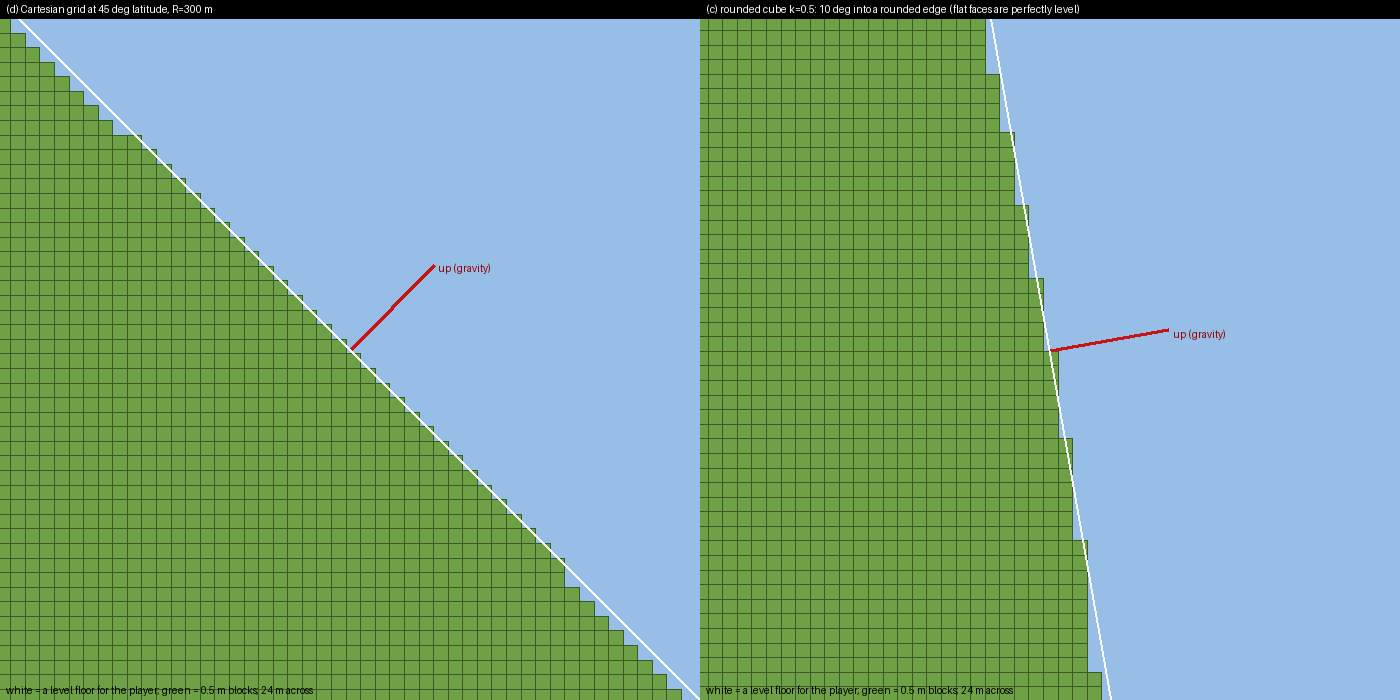 (d) Cartesian grid at 45 deg latitude, R=300 m
(c) rounded cube k=0.5: 10 deg into a rounded edge (flat faces are perfectly level)
up (gravity)
up (gravity)
white = a level floor for the player; green = 0.5 m blocks; 24 m across
white = a level floor for the player; green = 0.5 m blocks; 24 m across